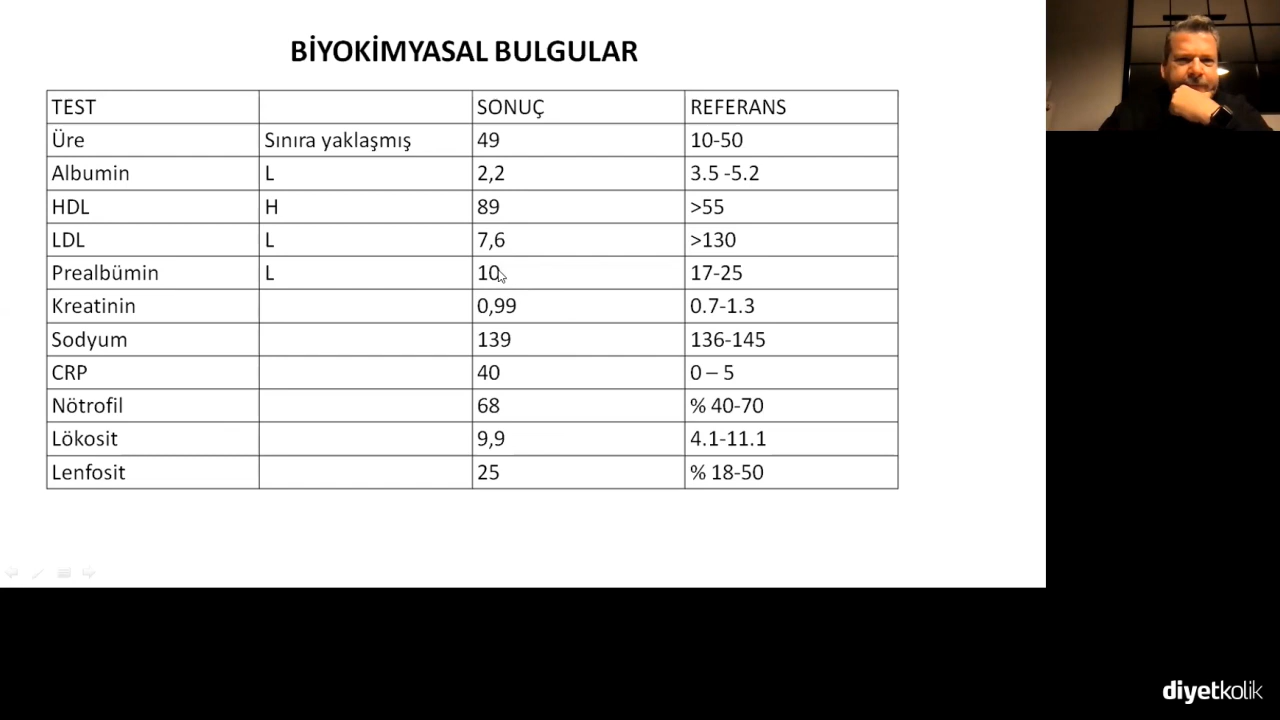 BİYOKİMYASAL BULGULAR
TEST SONUÇ REFERANS
Üre Sınıra yaklaşmış 49 10-50
Albumin L 2,2 3.5 -5.2
HDL H 89 >55
LDL L 7,6 >130
Prealbümin L 10 17-25
Kreatinin 0,99 0.7-1.3
Sodyum 139 136-145
CRP 40 0 – 5
Nötrofil 68 % 40-70
Lökosit 9,9 4.1-11.1
Lenfosit 25 % 18-50
diyetkolik